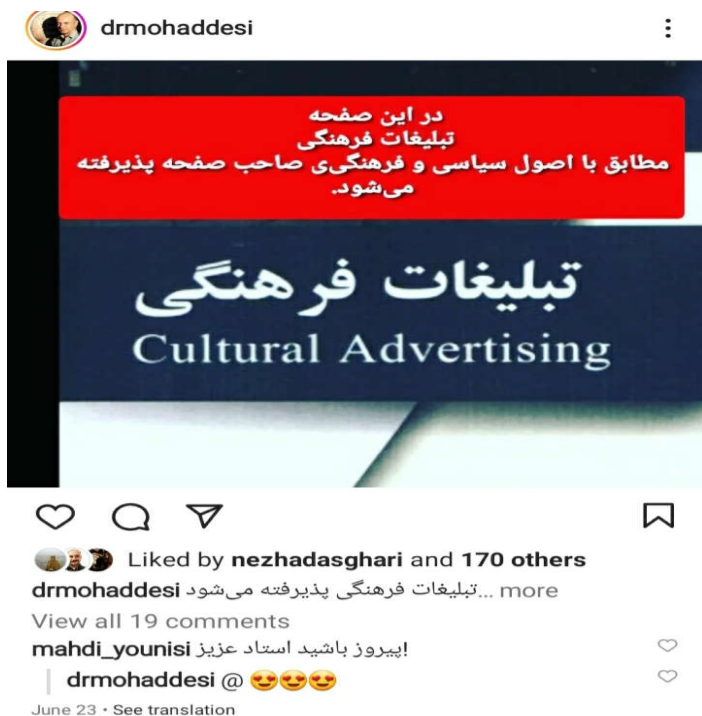 drmohaddesi
در این صفحه
تبلیغات فرهنگی
مطابق با اصول سیاسی و فرهنگی‌ی صاحب صفحه پذیرفته
می‌شود.
تبلیغات فرهنگی
Cultural Advertising
Liked by nezhadasghari and 170 others
drmohaddesi تبلیغات فرهنگی پذیرفته می‌شود... more
View all 19 comments
mahdi_younisi پیروز باشید استاد عزیز!
drmohaddesi @ 😍😍😍
June 23 · See translation